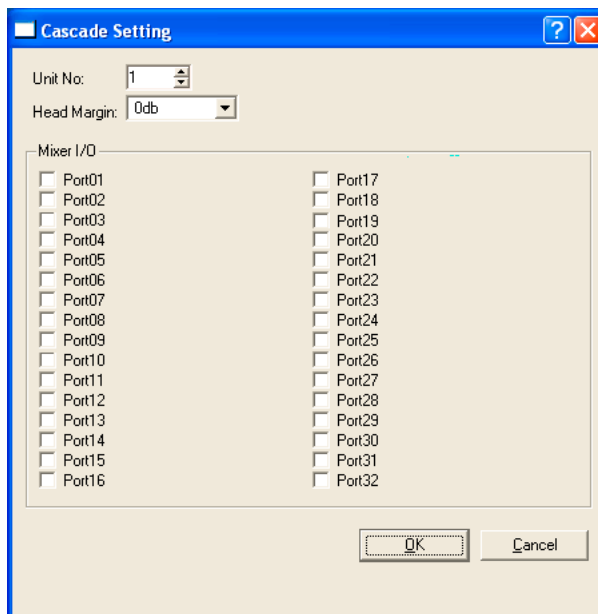 Cascade Setting
Unit No: 1
Head Margin: 0db
Mixer I/O
Port01
Port02
Port03
Port04
Port05
Port06
Port07
Port08
Port09
Port10
Port11
Port12
Port13
Port14
Port15
Port16
Port17
Port18
Port19
Port20
Port21
Port22
Port23
Port24
Port25
Port26
Port27
Port28
Port29
Port30
Port31
Port32
OK Cancel